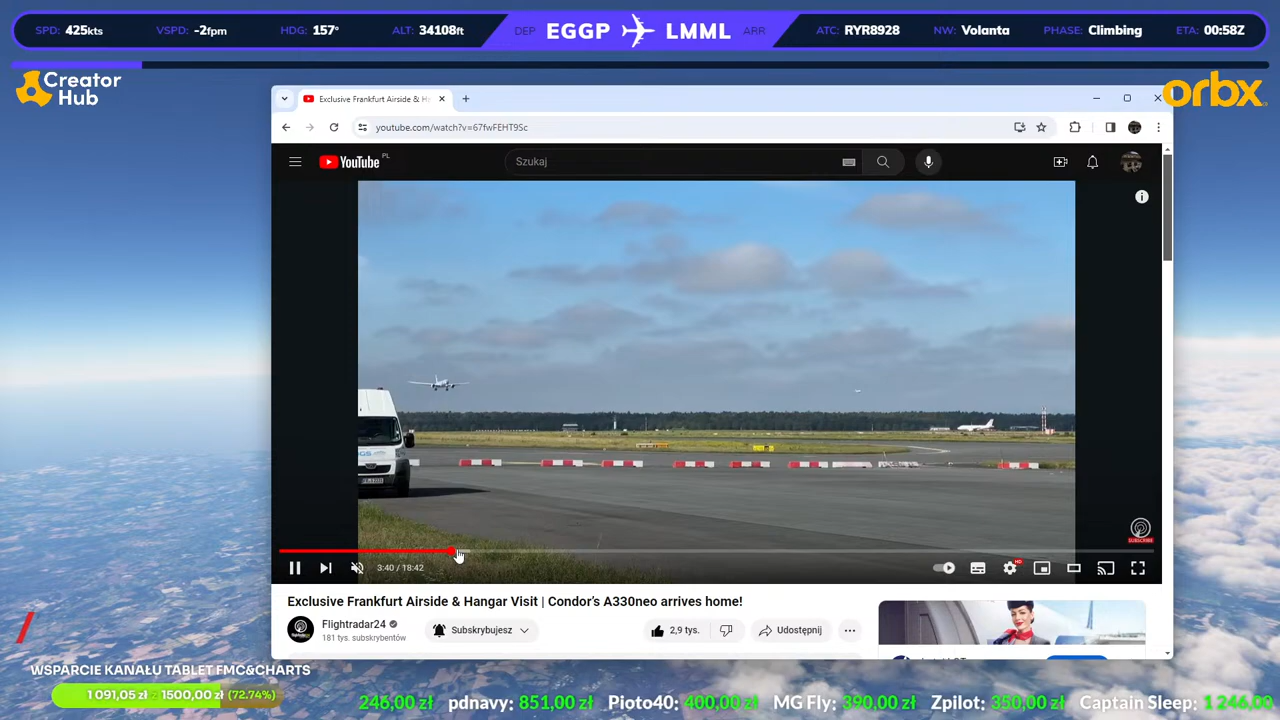 SPD: 425kts VSPD: -2fpm HDG: 157° ALT: 34108ft DEP EGGP LMML ARR ATC: RYR8928 NW: Volanta PHASE: Climbing ETA: 00:58Z
Creator Hub
orbx
Exclusive Frankfurt Airside & H
youtube.com/watch?v=67fwFEHT9Sc
YouTube PL
Szukaj
SUBSCRIBE
3:40 / 18:42
HD
Exclusive Frankfurt Airside & Hangar Visit | Condor's A330neo arrives home!
Flightradar24
181 tys. subskrybentów
Subskrybujesz
2,9 tys.
Udostępnij
WSPARCIE KANAŁU TABLET FMC&CHARTS
1 091,05 zł z 1500,00 zł (72.74%)
246,00 zł pdnavy: 851,00 zł Pioto40: 400,00 zł MG Fly: 390,00 zł Zpilot: 350,00 zł Captain Sleep: 1 246,00